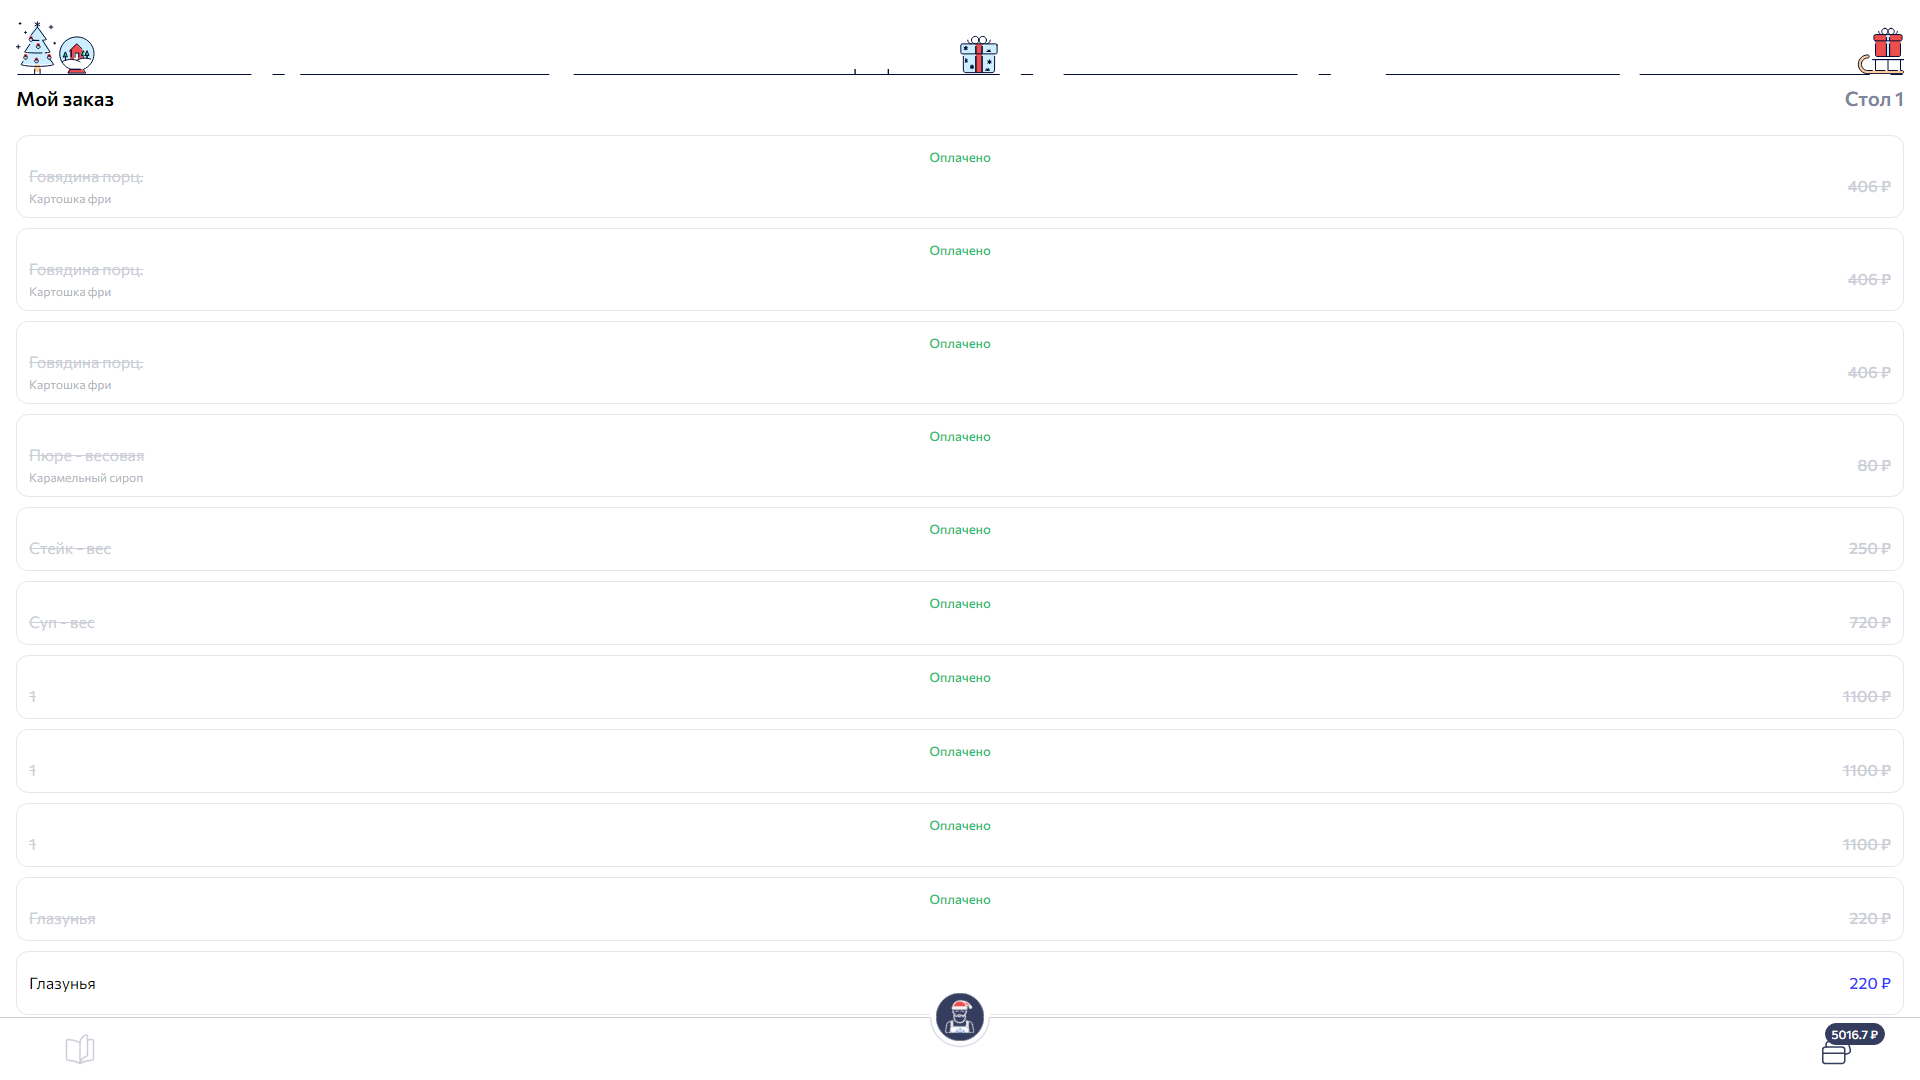 Мой заказ
Стол 1
Оплачено
Говядина порц.
Картошка фри
406 ₽
Оплачено
Говядина порц.
Картошка фри
406 ₽
Оплачено
Говядина порц.
Картошка фри
406 ₽
Оплачено
Пюре - весовая
Карамельный сироп
80 ₽
Оплачено
Стейк - вес
250 ₽
Оплачено
Суп - вес
720 ₽
Оплачено
1
1100 ₽
Оплачено
1
1100 ₽
Оплачено
1
1100 ₽
Оплачено
Глазунья
220 ₽
Глазунья
220 ₽
5016.7 ₽